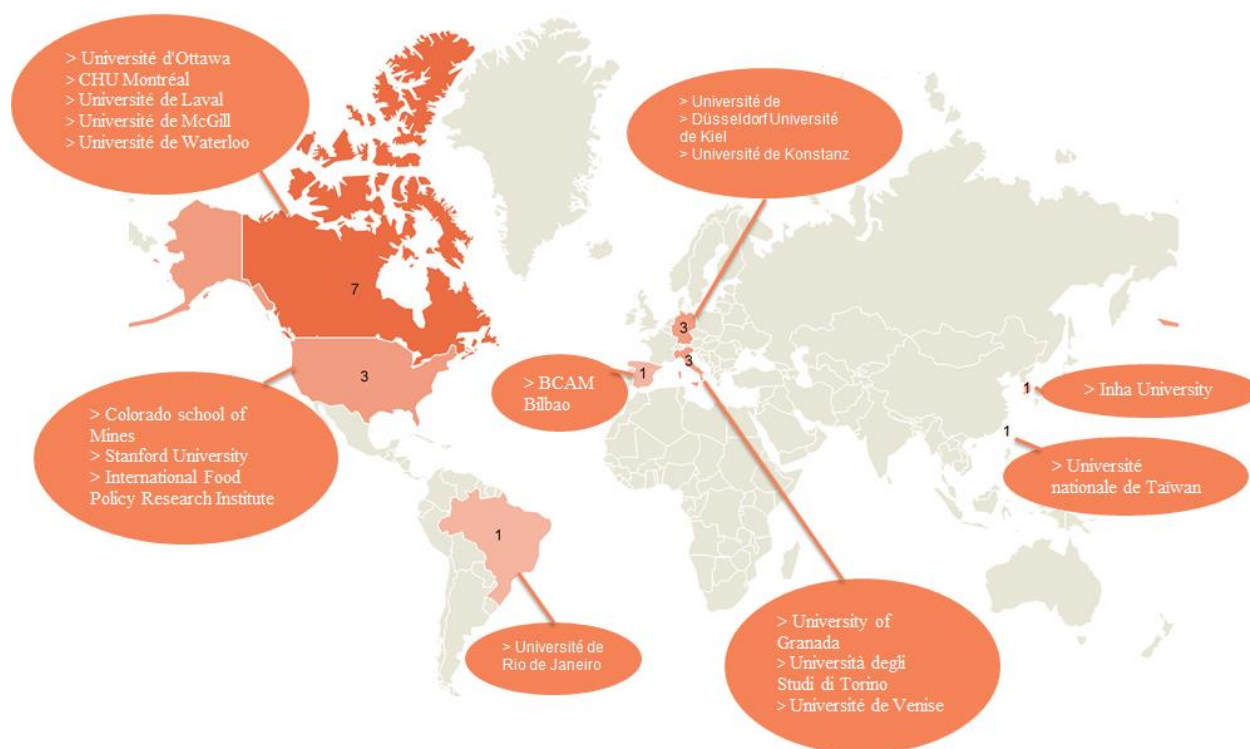 > Université d'Ottawa
> CHU Montréal
> Université de Laval
> Université de McGill
> Université de Waterloo
> Université de
> Düsseldorf Université
de Kiel
> Université de Konstanz
7
3
3
3
1
> BCAM
Bilbao
1
> Inha University
1
> Colorado school of
Mines
> Stanford University
> International Food
Policy Research Institute
> Université
nationale de Taïwan
1
> Université de
Rio de Janeiro
> University of
Granada
> Università degli
Studi di Torino
> Université de Venise